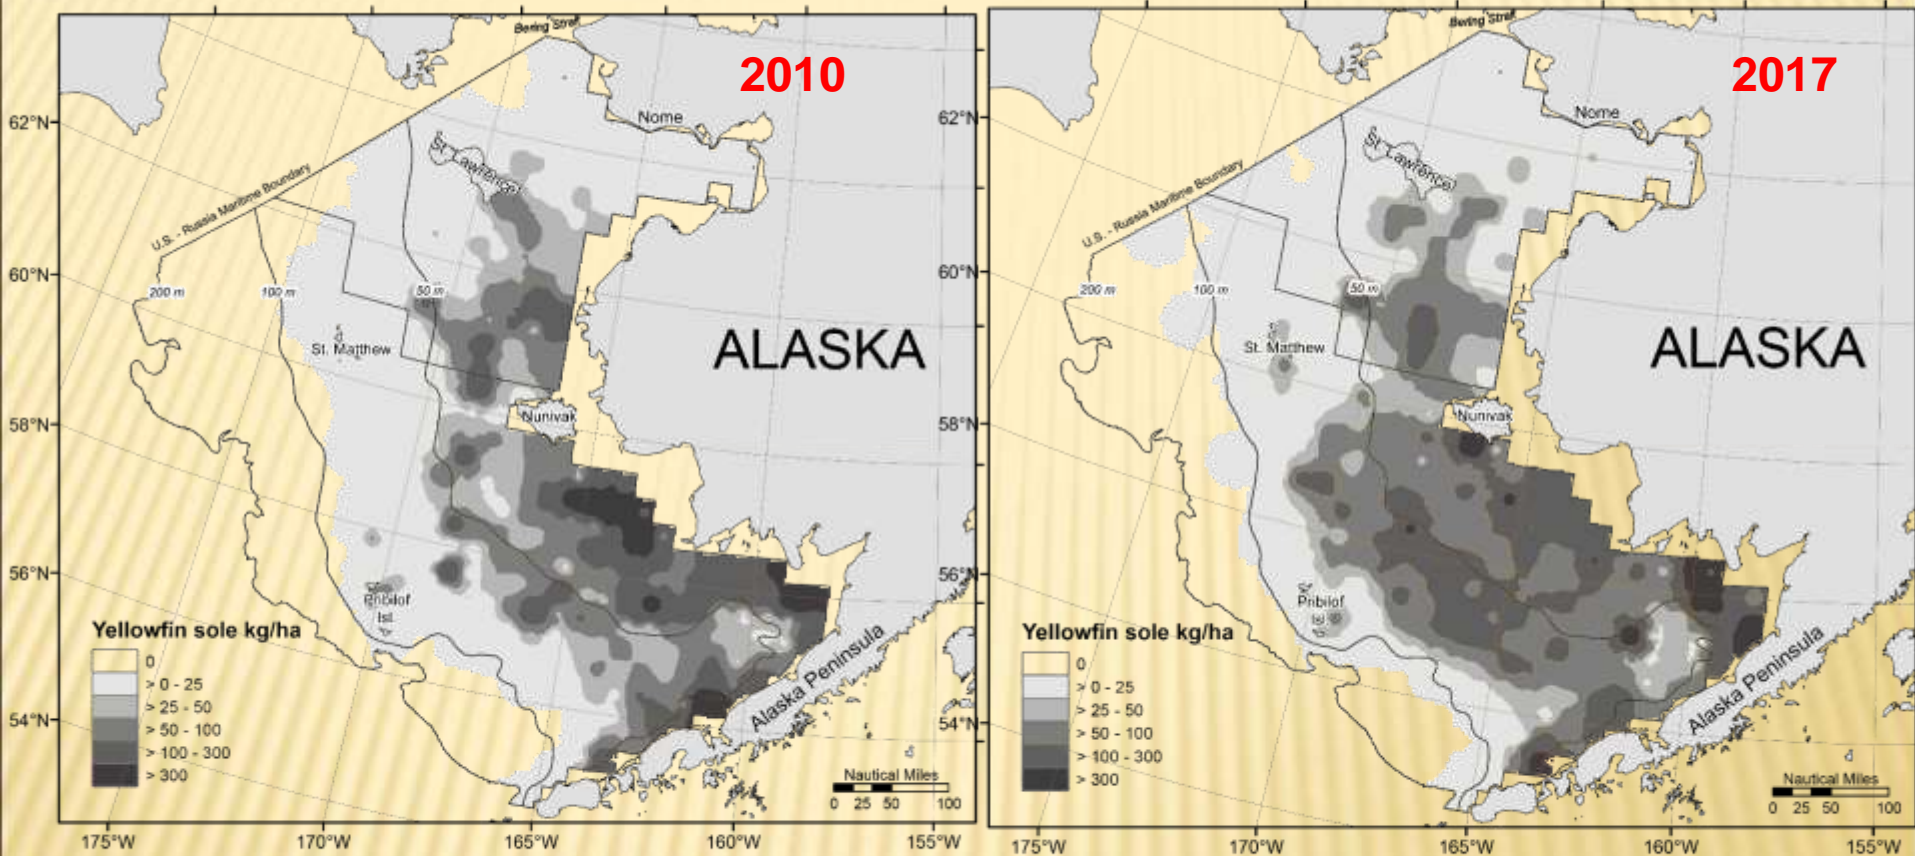 2010
Bering Strait
Nome
62°N
St. Lawrence
U.S. - Russia Maritime Boundary
60°N
200 m
100 m
50 m
St. Matthew
ALASKA
58°N
Nunivak
56°N
Pribilof
Isl.
Yellowfin sole kg/ha
0
> 0 - 25
> 25 - 50
> 50 - 100
> 100 - 300
> 300
54°N
Alaska Peninsula
Nautical Miles
0 25 50 100
175°W 170°W 165°W 160°W 155°W
2017
Bering Strait
Nome
62°N
St. Lawrence
U.S. - Russia Maritime Boundary
60°N
200 m
100 m
50 m
St. Matthew
ALASKA
58°N
Nunivak
56°N
Pribilof
Isl.
Yellowfin sole kg/ha
0
> 0 - 25
> 25 - 50
> 50 - 100
> 100 - 300
> 300
54°N
Alaska Peninsula
Nautical Miles
0 25 50 100
175°W 170°W 165°W 160°W 155°W